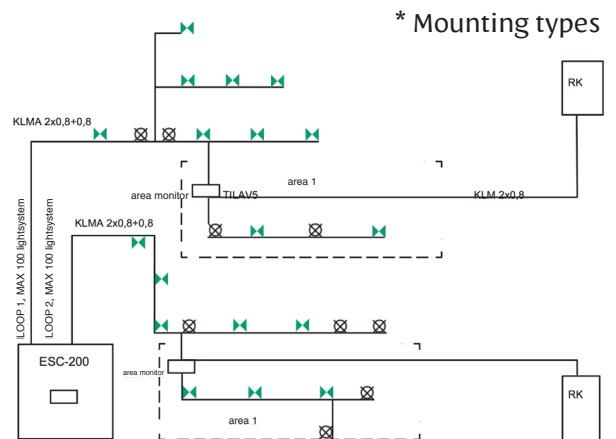 * Mounting types
RK
KLMA 2x0,8+0,8
area 1
area monitor
TILAV5
KLM 2x0,8
KLMA 2x0,8+0,8
LOOP 1, MAX 100 lightsystem
LOOP 2, MAX 100 lightsystem
ESC-200
area monitor
RK
area 1